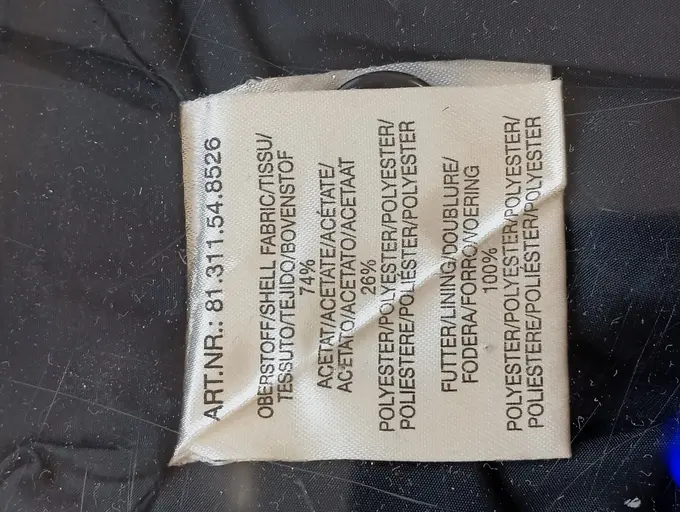 ART.NR.: 81.311.54.8526
OBERSTOFF/SHELL FABRIC/TISSU/
TESSUTO/TEJIDO/BOVENSTOF
74%
ACETAT/ACETATE/ACÉTATE/
ACETATO/ACETATO/ACETAAT
26%
POLYESTER/POLYESTER/POLYESTER/
POLIESTERE/POLIÉSTER/POLYESTER
FUTTER/LINING/DOUBLURE/
FODERA/FORRO/VOERING
100%
POLYESTER/POLYESTER/POLYESTER/
POLIESTERE/POLIÉSTER/POLYESTER